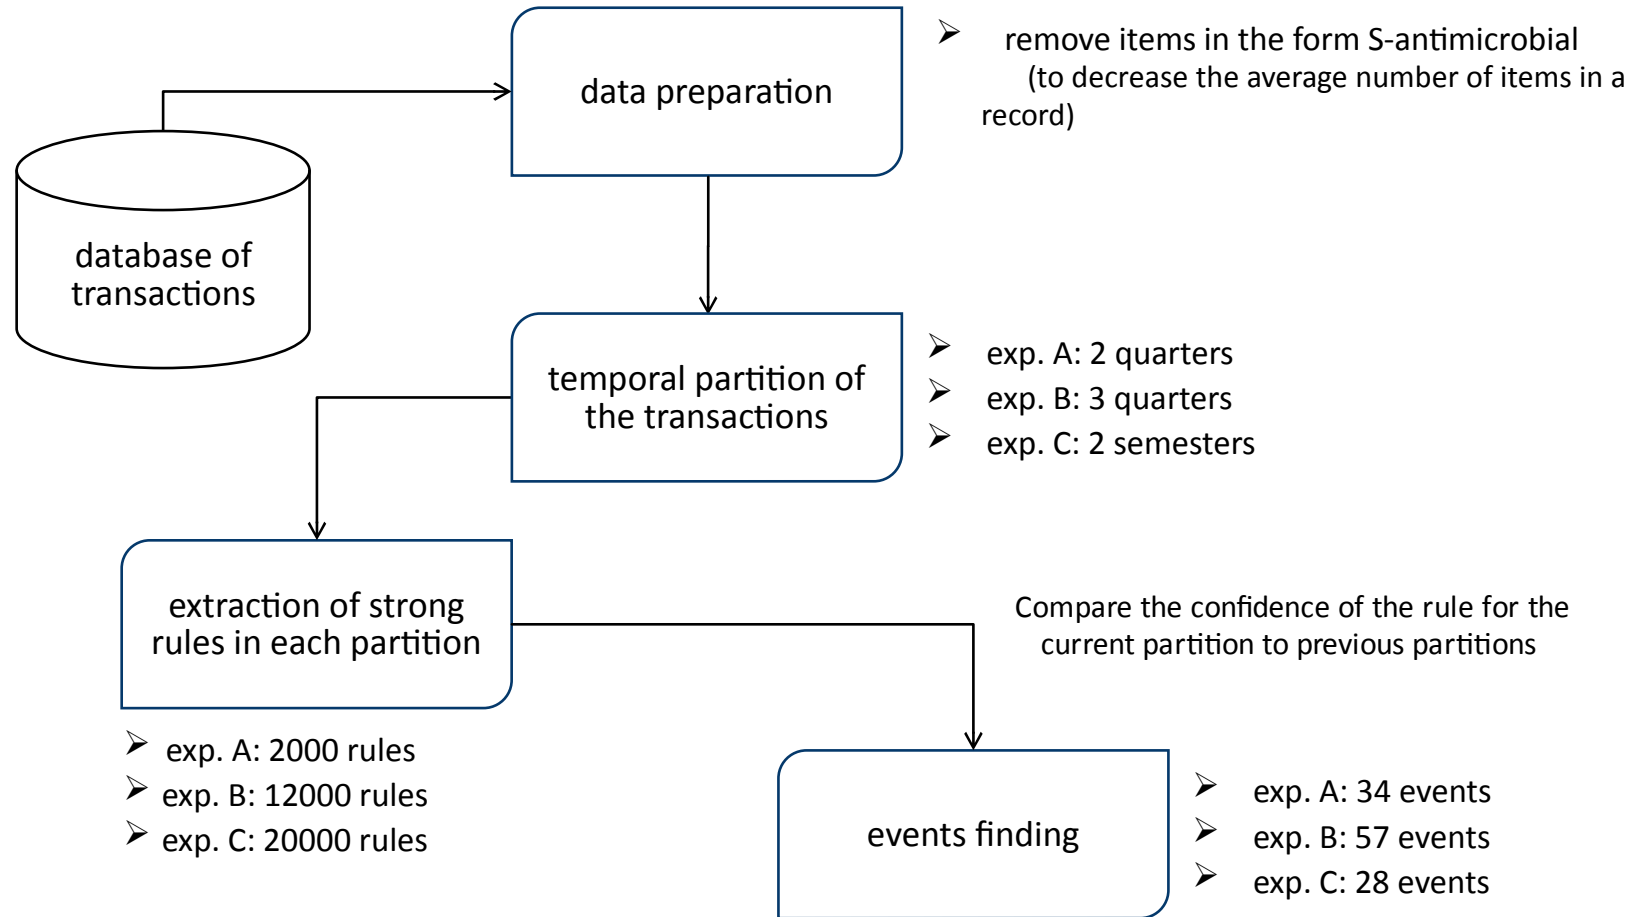 data preparation
➢ remove items in the form S-antimicrobial
(to decrease the average number of items in a
record)
database of
transactions
temporal partition of
the transactions
➢ exp. A: 2 quarters
➢ exp. B: 3 quarters
➢ exp. C: 2 semesters
extraction of strong
rules in each partition
Compare the confidence of the rule for the
current partition to previous partitions
➢ exp. A: 2000 rules
➢ exp. B: 12000 rules
➢ exp. C: 20000 rules
events finding
➢ exp. A: 34 events
➢ exp. B: 57 events
➢ exp. C: 28 events